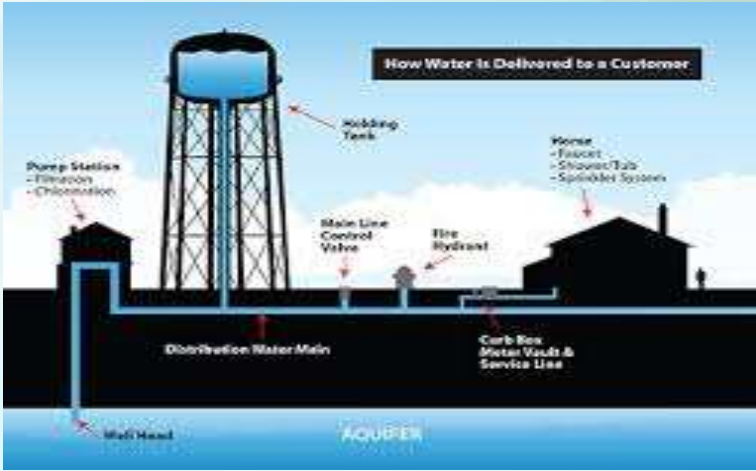 How Water Is Delivered to a Customer
Holding
Tank
Pump Station
- Filtration
- Chlorination
Home
- Faucet
- Shower/Tub
- Sprinkler System
Main Line
Control
Valve
Fire
Hydrant
Distribution Water Main
Curb Box
Meter Vault &
Service Line
Well Head
AQUIFER